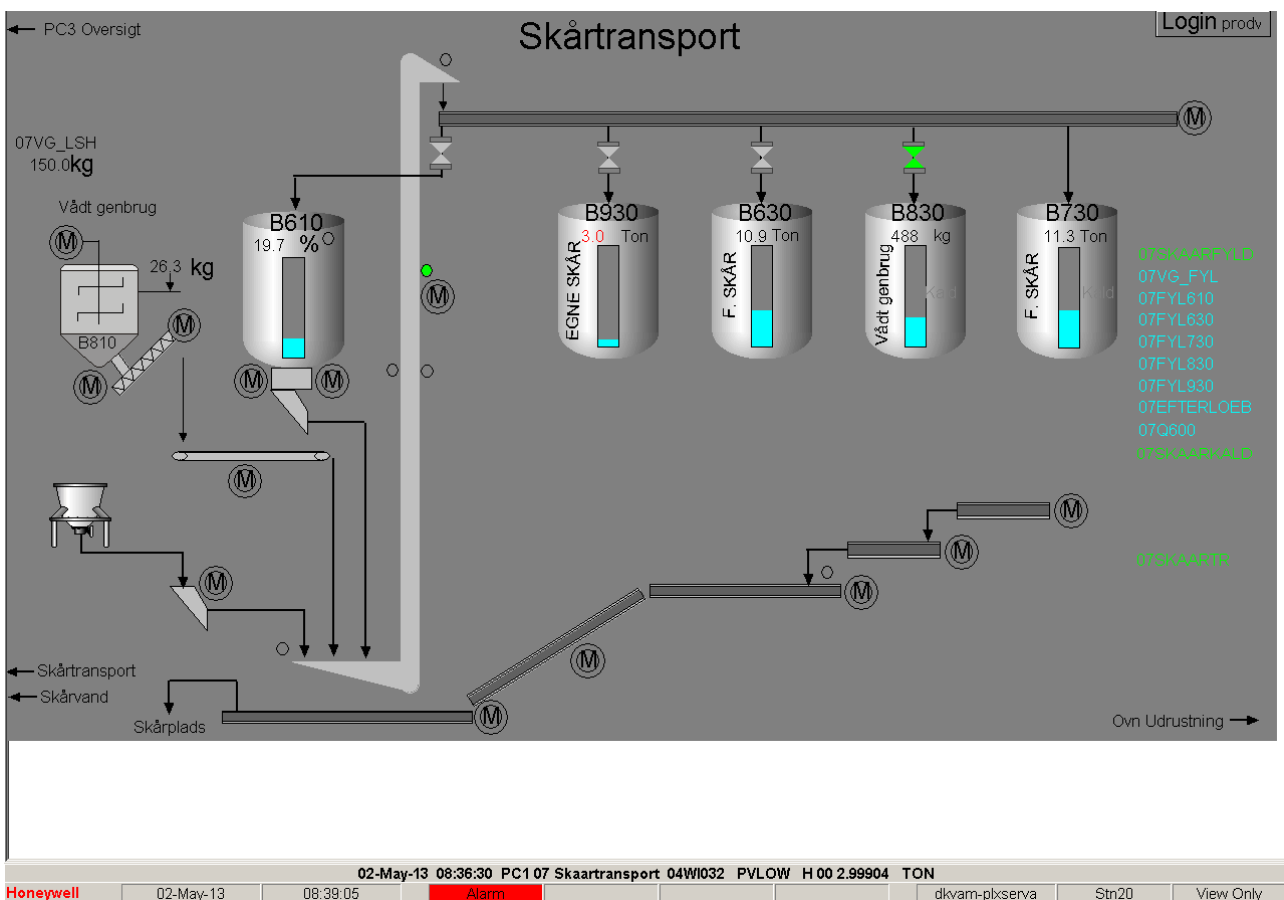 PC3 Oversigt
Skårtransport
Login prodv
07VG_LSH
150.0kg
Vådt genbrug
M
26.3 kg
M
B810
M
B610
19.7 %
M
M
M
M
B930
3.0 Ton
EGNE SKÅR
B630
10.9 Ton
F. SKÅR
B830
488 kg
Vådt genbrug
Kald
B730
11.3 Ton
F. SKÅR
Kald
07SKAARFYLD
07VG_FYL
07FYL610
07FYL630
07FYL730
07FYL830
07FYL930
07EFTERLOEB
07Q600
07SKAARKALD
07SKAARTR
M
M
M
M
M
M
M
Skårtransport
Skårvand
Skårplads
Ovn Udrustning
02-May-13 08:36:30 PC1 07 Skaartransport 04WI032 PVLOW H 00 2.99904 TON
Honeywell 02-May-13 08:39:05 Alarm dkvam-plxserva Stn20 View Only